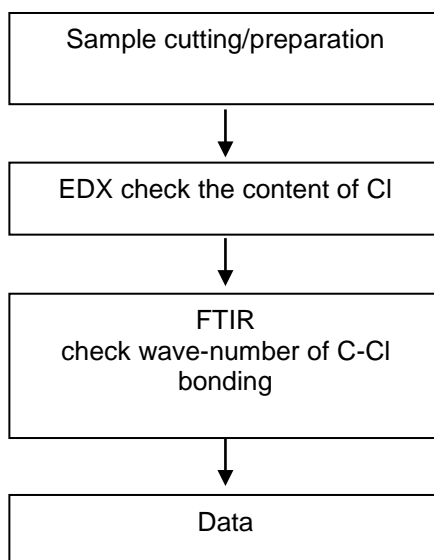 Sample cutting/preparation
EDX check the content of Cl
FTIR
check wave-number of C-Cl
bonding
Data